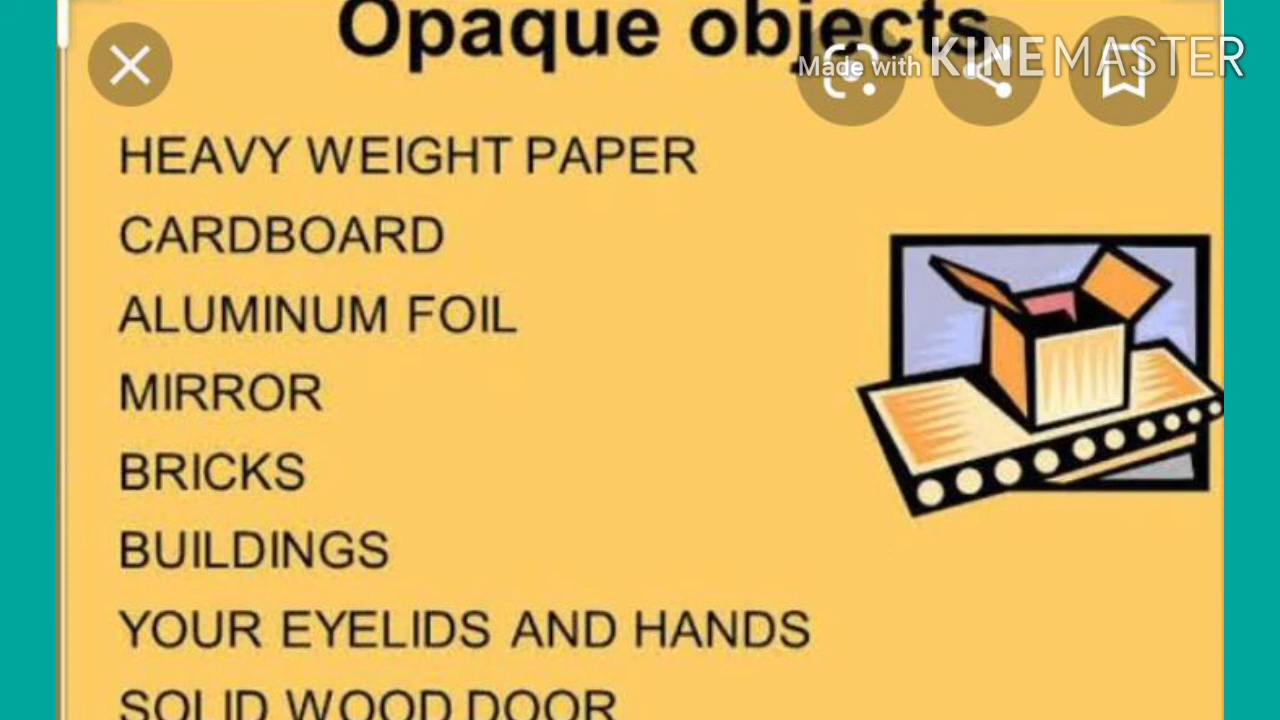 Opaque objects
Made with KINEMASTER
HEAVY WEIGHT PAPER
CARDBOARD
ALUMINUM FOIL
MIRROR
BRICKS
BUILDINGS
YOUR EYELIDS AND HANDS
SOLID WOOD DOOR